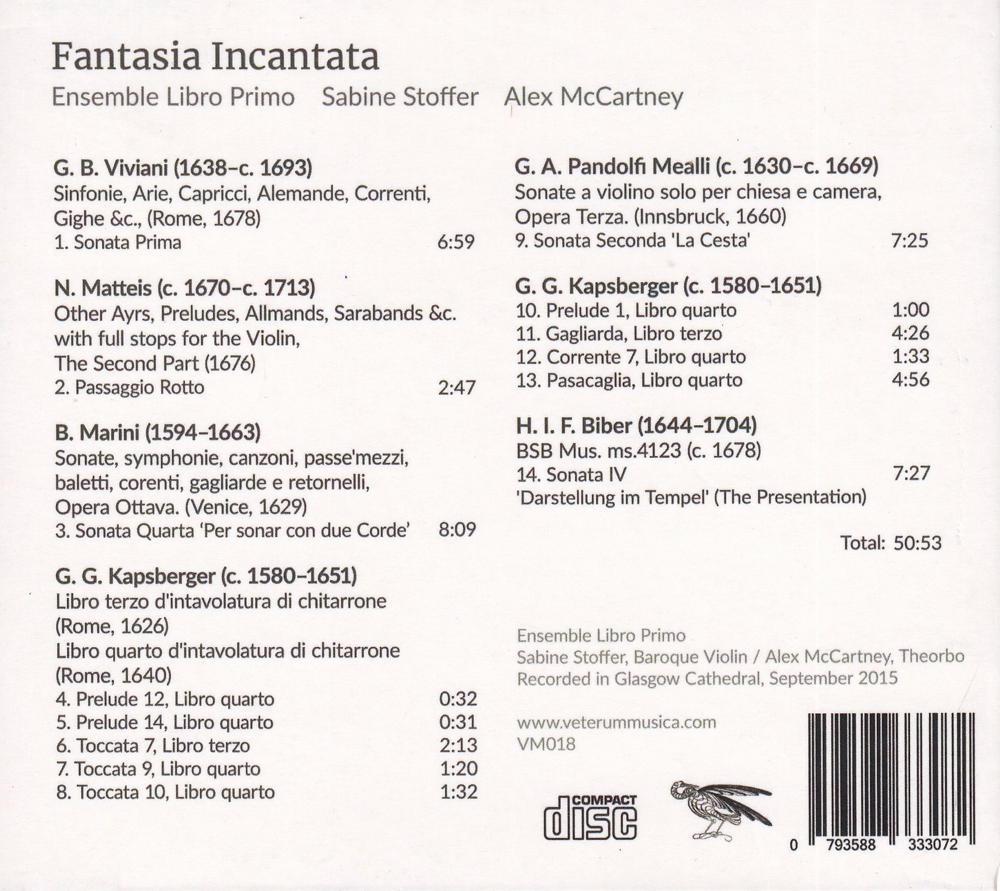 Fantasia Incantata
Ensemble Libro Primo Sabine Stoffer Alex McCartney
G. B. Viviani (1638–c. 1693)
Sinfonie, Arie, Capricci, Alemande, Correnti,
Gighe &c., (Rome, 1678)
1. Sonata Prima 6:59
N. Matteis (c. 1670–c. 1713)
Other Ayrs, Preludes, Allmands, Sarabands &c.
with full stops for the Violin,
The Second Part (1676)
2. Passaggio Rotto 2:47
B. Marini (1594–1663)
Sonate, symphonie, canzoni, passe'mezzi,
baletti, corenti, gagliarde e retornelli,
Opera Ottava. (Venice, 1629)
3. Sonata Quarta ‘Per sonar con due Corde’ 8:09
G. G. Kapsberger (c. 1580–1651)
Libro terzo d'intavolatura di chitarrone
(Rome, 1626)
Libro quarto d'intavolatura di chitarrone
(Rome, 1640)
4. Prelude 12, Libro quarto 0:32
5. Prelude 14, Libro quarto 0:31
6. Toccata 7, Libro terzo 2:13
7. Toccata 9, Libro quarto 1:20
8. Toccata 10, Libro quarto 1:32
G. A. Pandolfi Mealli (c. 1630–c. 1669)
Sonate a violino solo per chiesa e camera,
Opera Terza. (Innsbruck, 1660)
9. Sonata Seconda 'La Cesta' 7:25
G. G. Kapsberger (c. 1580–1651)
10. Prelude 1, Libro quarto 1:00
11. Gagliarda, Libro terzo 4:26
12. Corrente 7, Libro quarto 1:33
13. Pasacaglia, Libro quarto 4:56
H. I. F. Biber (1644–1704)
BSB Mus. ms.4123 (c. 1678)
14. Sonata IV 7:27
'Darstellung im Tempel' (The Presentation)
Total: 50:53
Ensemble Libro Primo
Sabine Stoffer, Baroque Violin / Alex McCartney, Theorbo
Recorded in Glasgow Cathedral, September 2015
www.veterummusica.com
VM018
COMPACT
disc
0 793588 333072